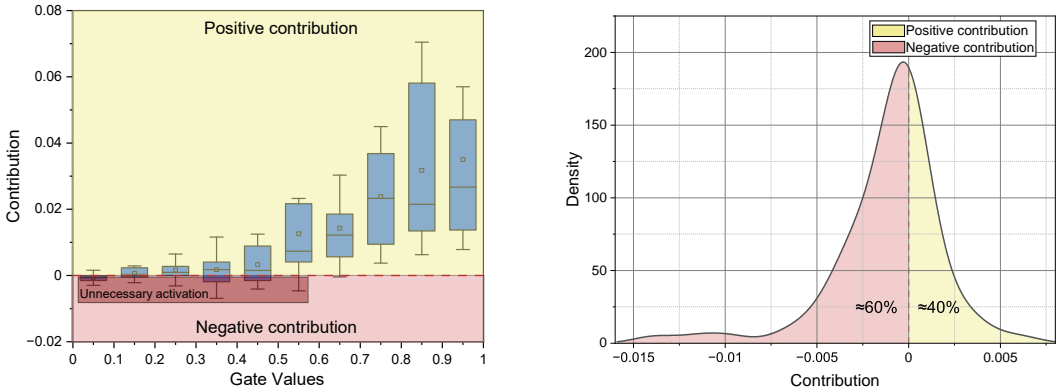 0.08
0.06
0.04
0.02
0
−0.02
Contribution
Positive contribution
Unnecessary activation
Negative contribution
0 0.1 0.2 0.3 0.4 0.5 0.6 0.7 0.8 0.9 1
Gate Values
200
150
100
50
0
Density
Positive contribution
Negative contribution
≈60% ≈40%
−0.015 −0.01 −0.005 0 0.005
Contribution